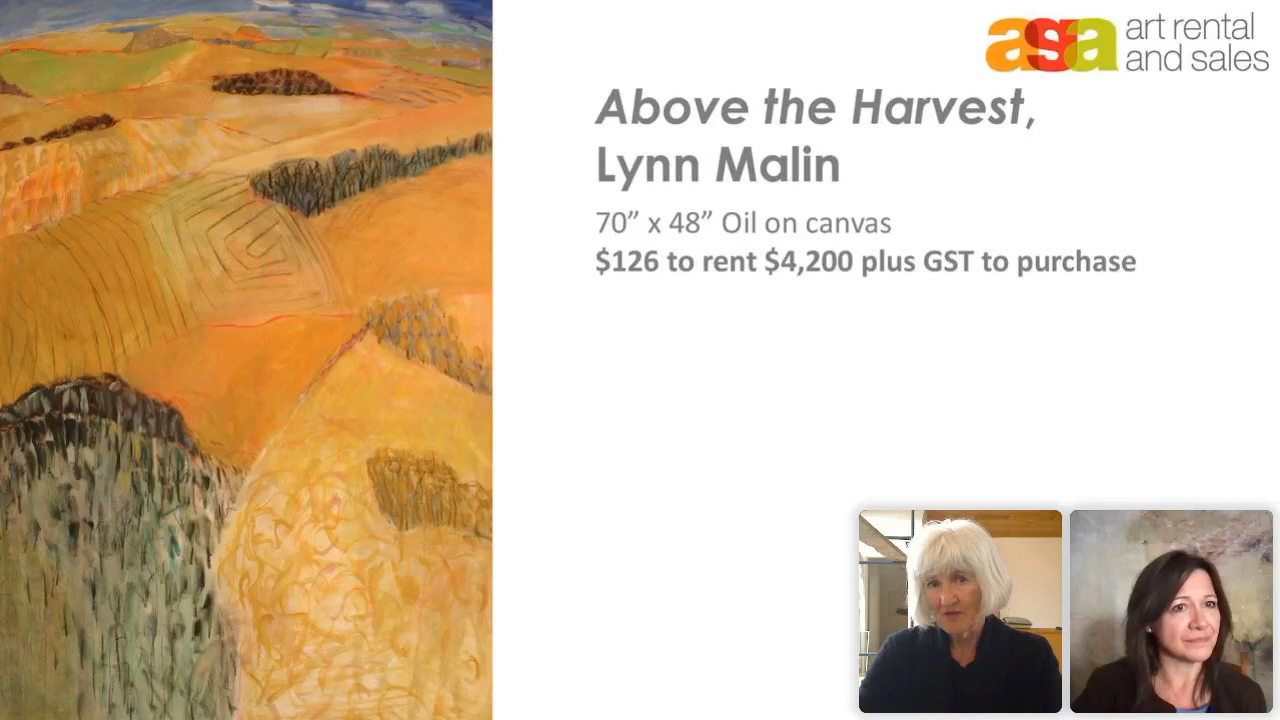 aga art rental
and sales
Above the Harvest,
Lynn Malin
70” x 48” Oil on canvas
$126 to rent $4,200 plus GST to purchase